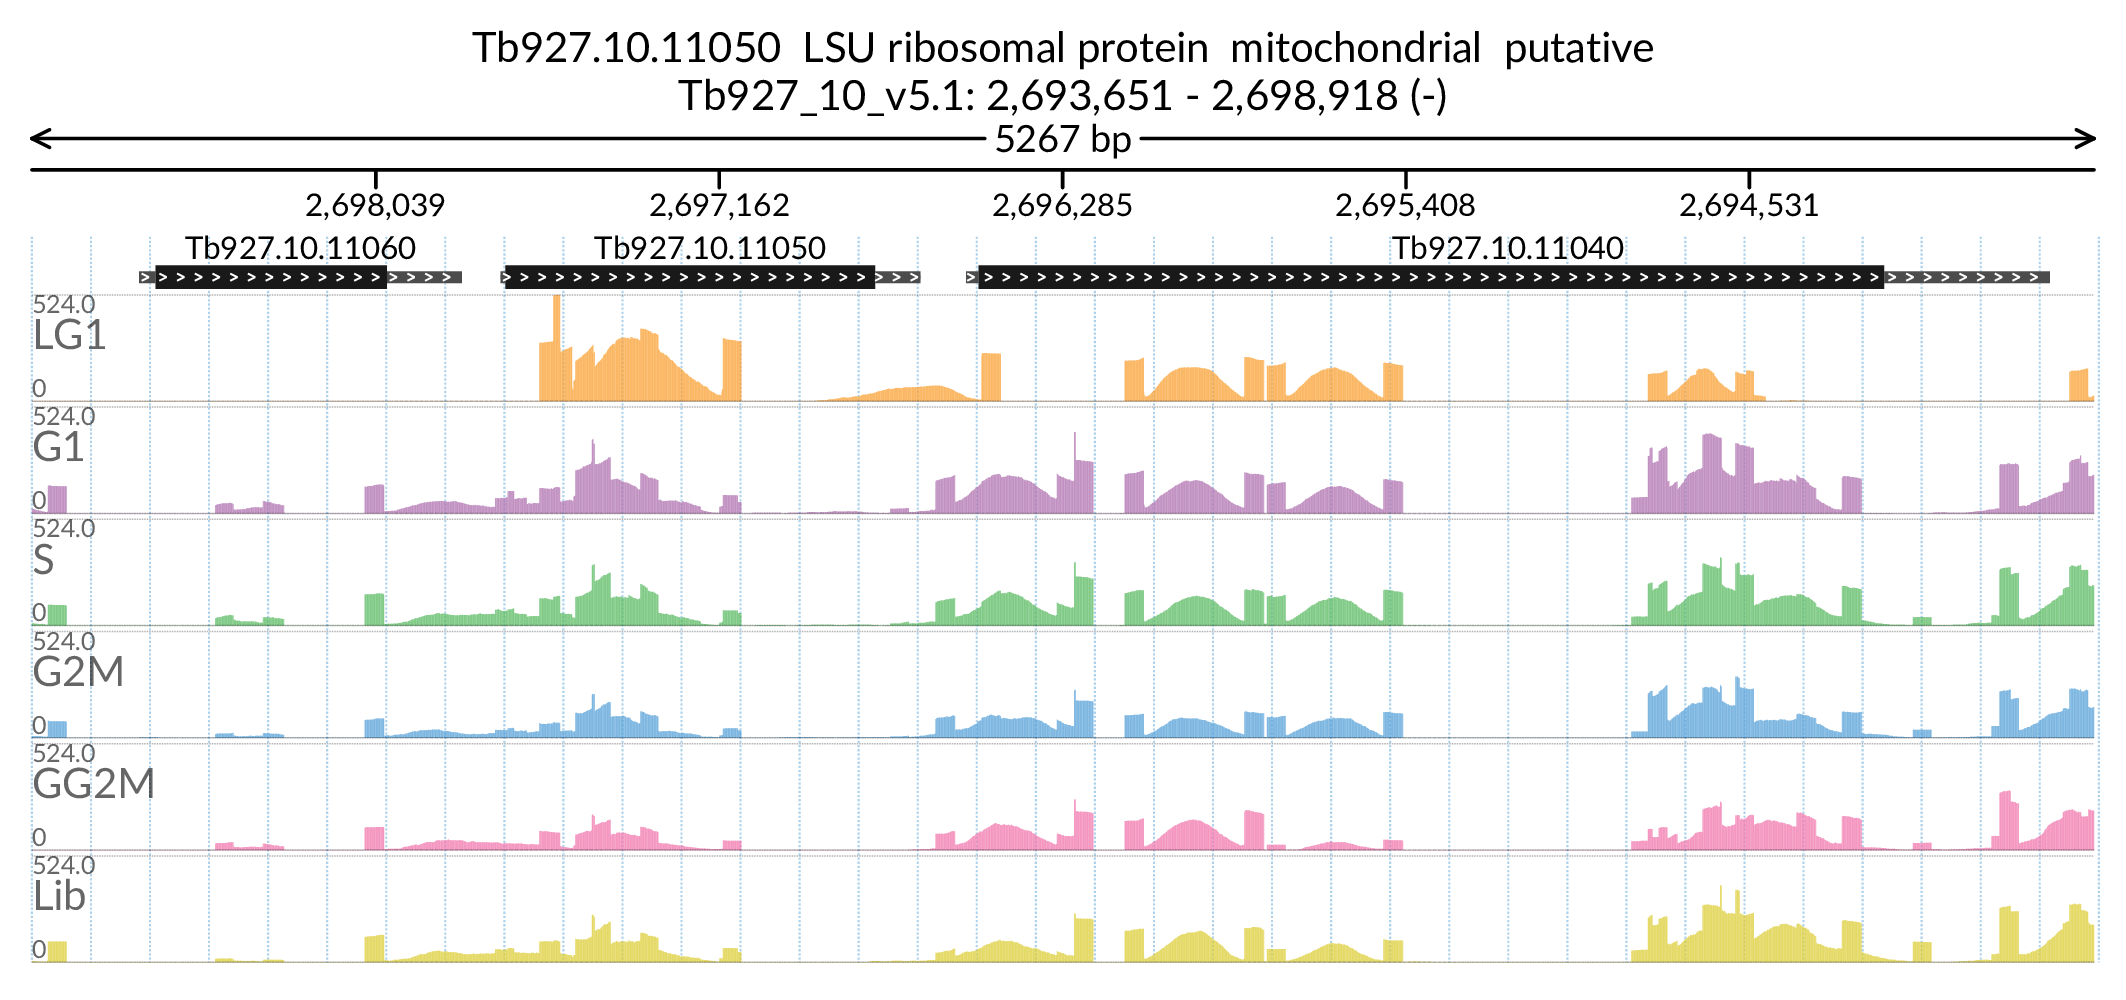 Tb927.10.11050 LSU ribosomal protein mitochondrial putative
Tb927_10_v5.1: 2,693,651 - 2,698,918 (-)
5267 bp
2,698,039 2,697,162 2,696,285 2,695,408 2,694,531
Tb927.10.11060 Tb927.10.11050 Tb927.10.11040
524.0
LG1
0
524.0
G1
0
524.0
S
0
524.0
G2M
0
524.0
GG2M
0
524.0
Lib
0